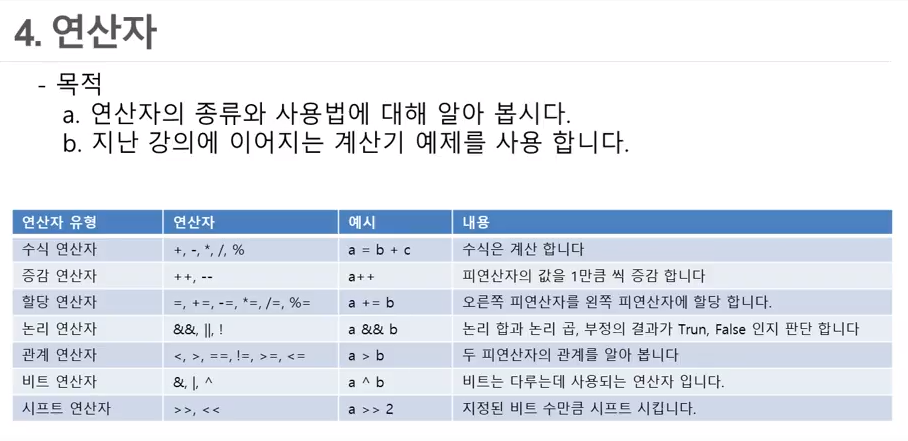 4. 연산자
- 목적
a. 연산자의 종류와 사용법에 대해 알아 봅시다.
b. 지난 강의에 이어지는 계산기 예제를 사용 합니다.
연산자 유형 연산자 예시 내용
수식 연산자 +, -, *, /, % a = b + c 수식은 계산 합니다
증감 연산자 ++, -- a++ 피연산자의 값을 1만큼 씩 증감 합니다
할당 연산자 =, +=, -=, *=, /=, %= a += b 오른쪽 피연산자를 왼쪽 피연산자에 할당 합니다.
논리 연산자 &&, ||, ! a && b 논리 합과 논리 곱, 부정의 결과가 Trun, False 인지 판단 합니다
관계 연산자 <, >, ==, !=, >=, <= a > b 두 피연산자의 관계를 알아 봅니다
비트 연산자 &, |, ^ a ^ b 비트는 다루는데 사용되는 연산자 입니다.
시프트 연산자 >>, << a >> 2 지정된 비트 수만큼 시프트 시킵니다.